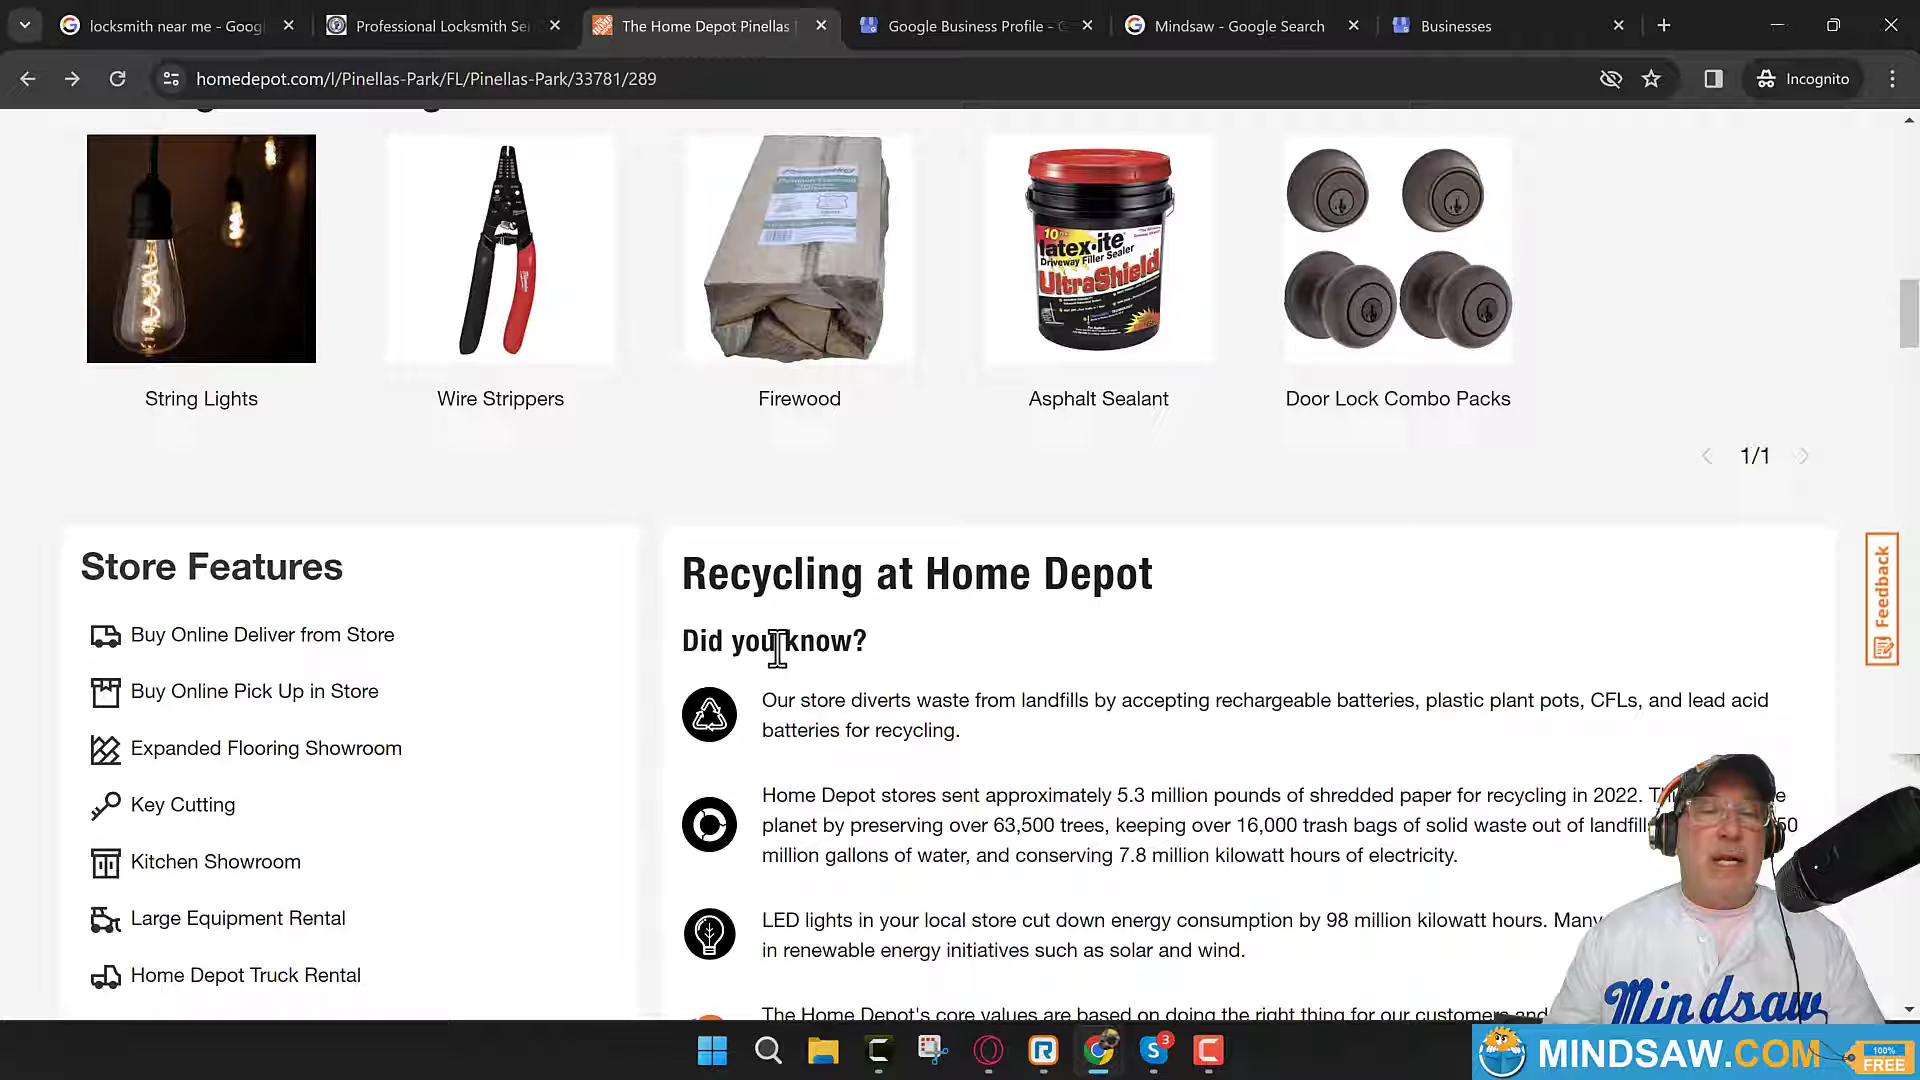 locksmith near me - Goog
Professional Locksmith Ser
The Home Depot Pinellas
Google Business Profile - G
Mindsaw - Google Search
Businesses
homedepot.com/l/Pinellas-Park/FL/Pinellas-Park/33781/289
Incognito
10
latex-ite
Driveway Filler Sealer
UltraShield
String Lights
Wire Strippers
Firewood
Asphalt Sealant
Door Lock Combo Packs
1/1
Feedback
Store Features
Buy Online Deliver from Store
Buy Online Pick Up in Store
Expanded Flooring Showroom
Key Cutting
Kitchen Showroom
Large Equipment Rental
Home Depot Truck Rental
Recycling at Home Depot
Did you know?
Our store diverts waste from landfills by accepting rechargeable batteries, plastic plant pots, CFLs, and lead acid
batteries for recycling.
Home Depot stores sent approximately 5.3 million pounds of shredded paper for recycling in 2022.
planet by preserving over 63,500 trees, keeping over 16,000 trash bags of solid waste out of landfill
million gallons of water, and conserving 7.8 million kilowatt hours of electricity.
LED lights in your local store cut down energy consumption by 98 million kilowatt hours. Many
in renewable energy initiatives such as solar and wind.
The Home Depot's core values are based on doing the right thing for our customers and
Mindsaw
3
MINDSAW.COM
100%
FREE